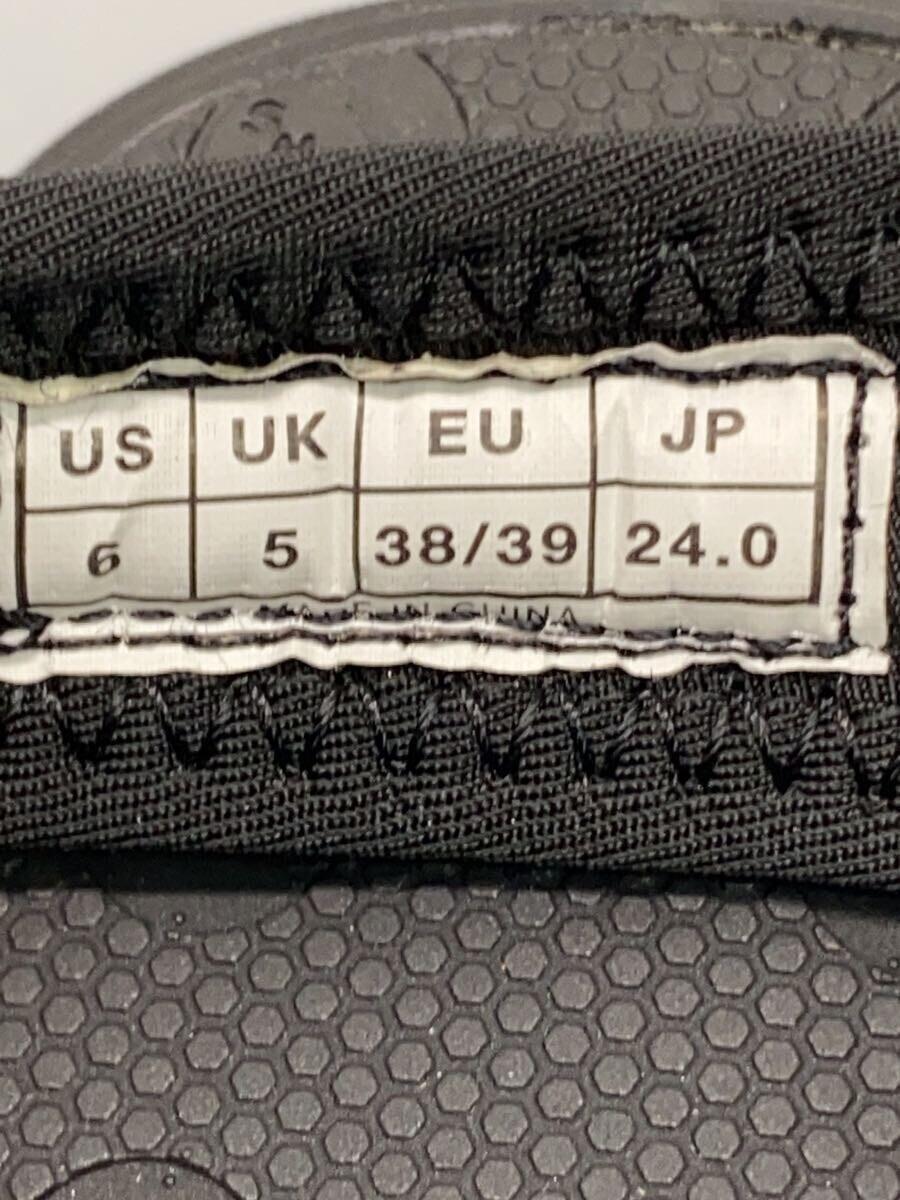 US UK EU JP
6 5 38/39 24.0
MADE IN CHINA